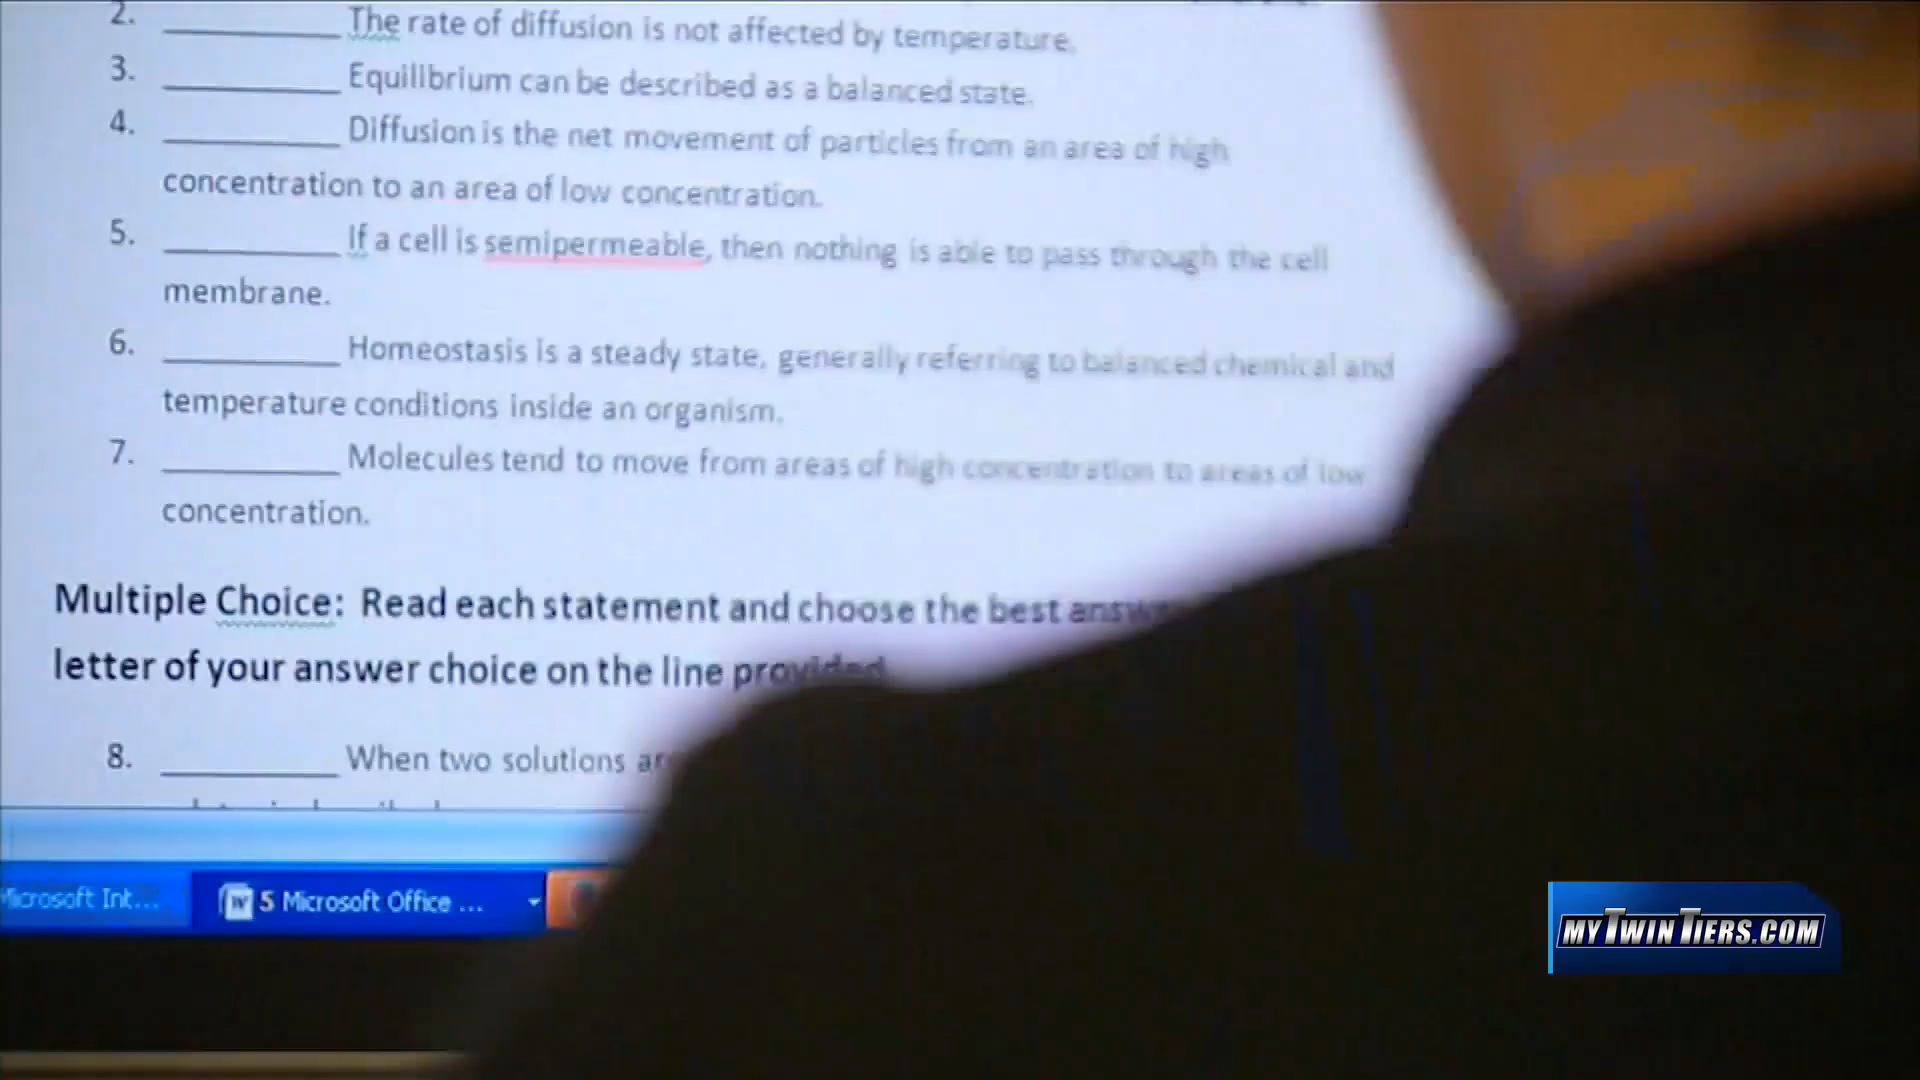 2. __________ The rate of diffusion is not affected by temperature.
3. __________ Equilibrium can be described as a balanced state.
4. __________ Diffusion is the net movement of particles from an area of high
concentration to an area of low concentration.
5. __________ If a cell is semipermeable, then nothing is able to pass through the cell
membrane.
6. __________ Homeostasis is a steady state, generally referring to balanced chemical and
temperature conditions inside an organism.
7. __________ Molecules tend to move from areas of high concentration to areas of low
concentration.
Multiple Choice: Read each statement and choose the best
letter of your answer choice on the line provided.
8. __________ When two solutions
Microsoft Int...
5 Microsoft Office ...
MYTWINTIERS.COM